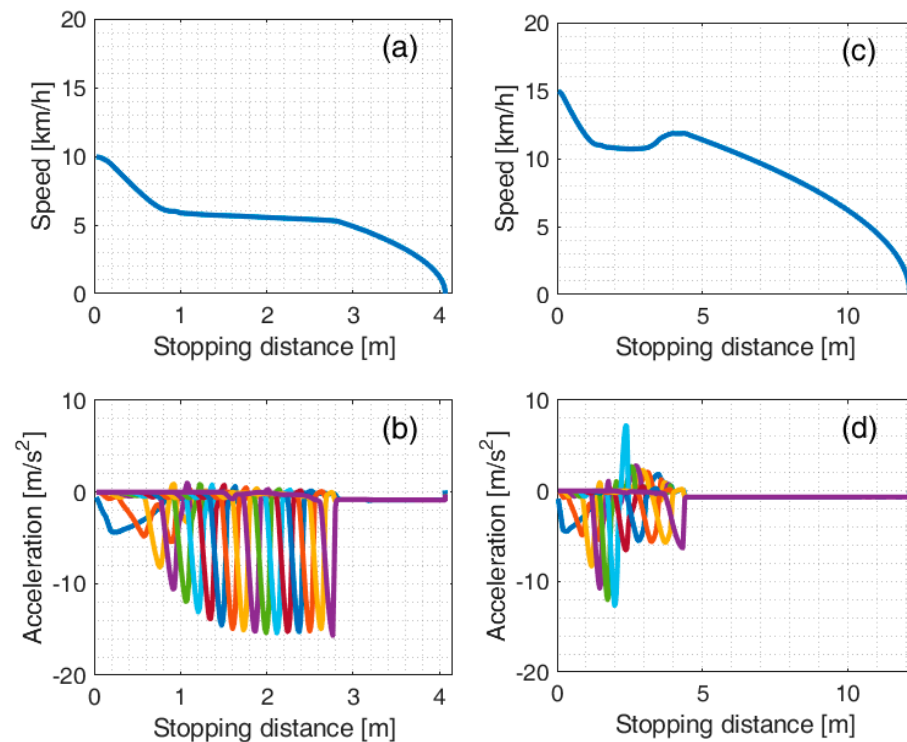 (a)
Speed [km/h]
20
15
10
5
0
0 1 2 3 4
Stopping distance [m]
(c)
Speed [km/h]
20
15
10
5
0
0 5 10
Stopping distance [m]
(b)
Acceleration [m/s²]
10
0
-10
-20
0 1 2 3 4
Stopping distance [m]
(d)
Acceleration [m/s²]
10
0
-10
-20
0 5 10
Stopping distance [m]